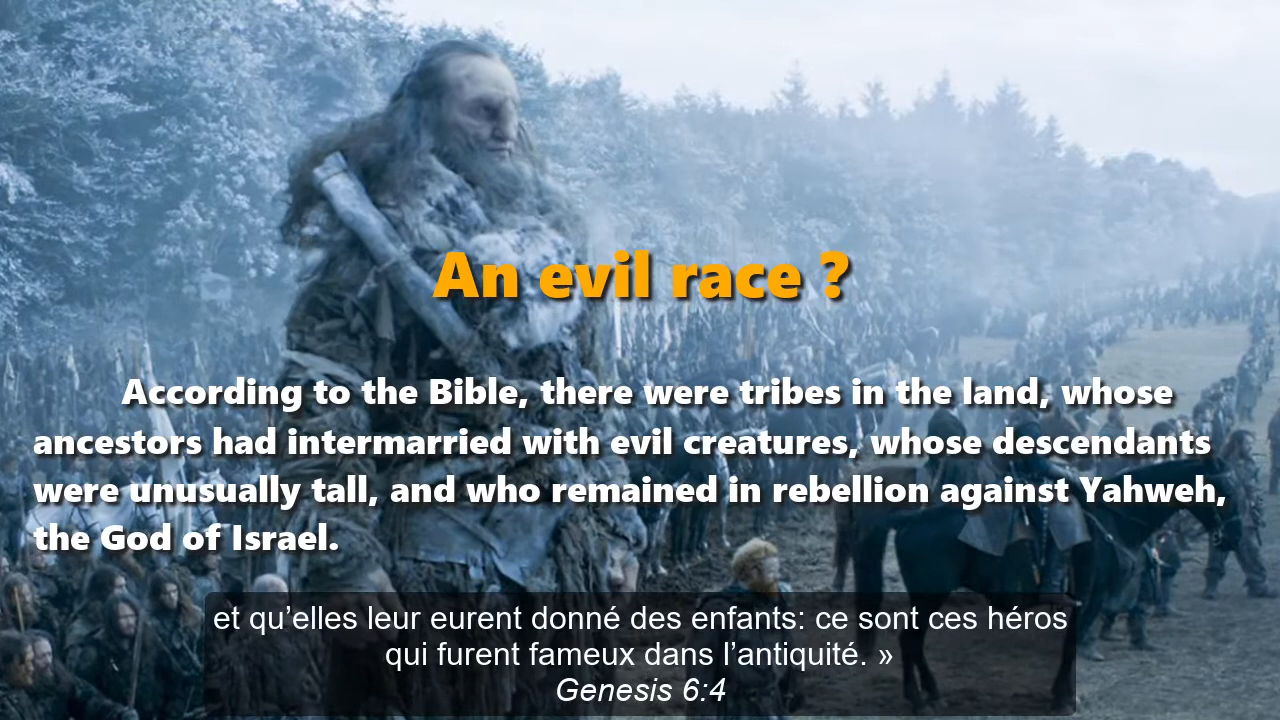 An evil race ?
According to the Bible, there were tribes in the land, whose
ancestors had intermarried with evil creatures, whose descendants
were unusually tall, and who remained in rebellion against Yahweh,
the God of Israel.
et qu’elles leur eurent donné des enfants: ce sont ces héros
qui furent fameux dans l’antiquité. »
Genesis 6:4